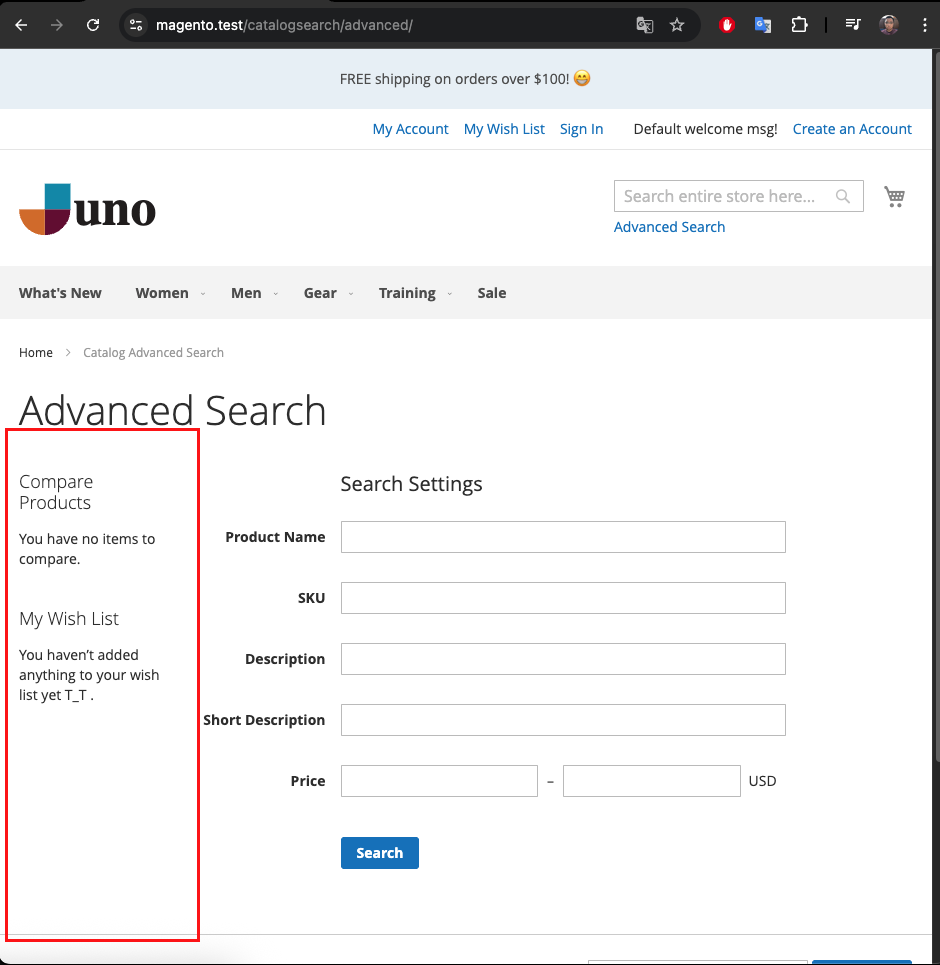 magento.test/catalogsearch/advanced/
FREE shipping on orders over $100! 😁
My Account My Wish List Sign In Default welcome msg! Create an Account
uno
Search entire store here...
Advanced Search
What's New Women Men Gear Training Sale
Home > Catalog Advanced Search
Advanced Search
Compare
Products
You have no items to
compare.
My Wish List
You haven’t added
anything to your wish
list yet T_T .
Search Settings
Product Name
SKU
Description
Short Description
Price – USD
Search